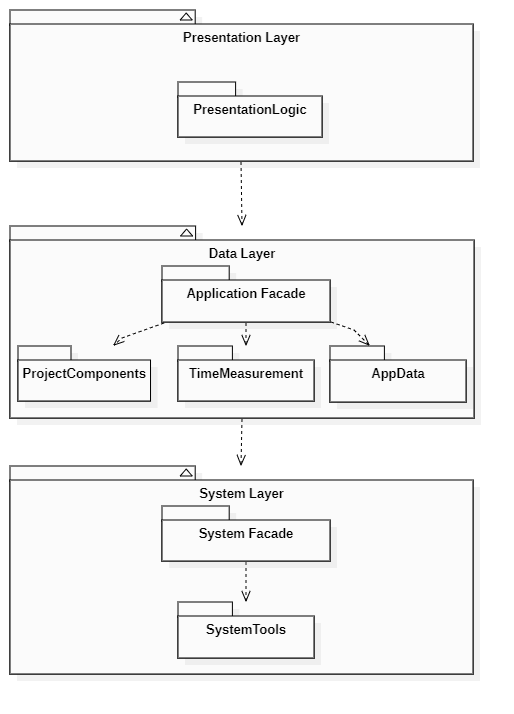 Presentation Layer
PresentationLogic
Data Layer
Application Facade
ProjectComponents
TimeMeasurement
AppData
System Layer
System Facade
SystemTools